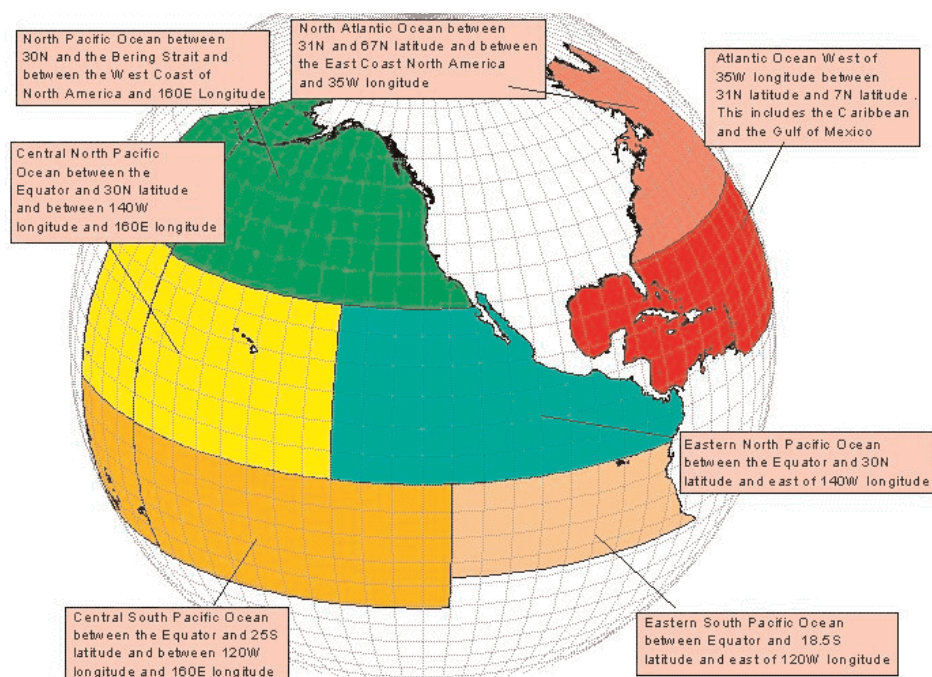 North Pacific Ocean between
30N and the Bering Strait and
between the West Coast of
North America and 160E Longitude
North Atlantic Ocean between
31N and 67N latitude and between
the East Coast North America
and 35W longitude
Atlantic Ocean West of
35W longitude between
31N latitude and 7N latitude .
This includes the Caribbean
and the Gulf of Mexico
Central North Pacific
Ocean between the
Equator and 30N latitude
and between 140W
longitude and 160E longitude
Eastern North Pacific Ocean
between the Equator and 30N
latitude and east of 140W longitude
Central South Pacific Ocean
between the Equator and 25S
latitude and between 120W
longitude and 160E longitude
Eastern South Pacific Ocean
between Equator and 18.5S
latitude and east of 120W longitude